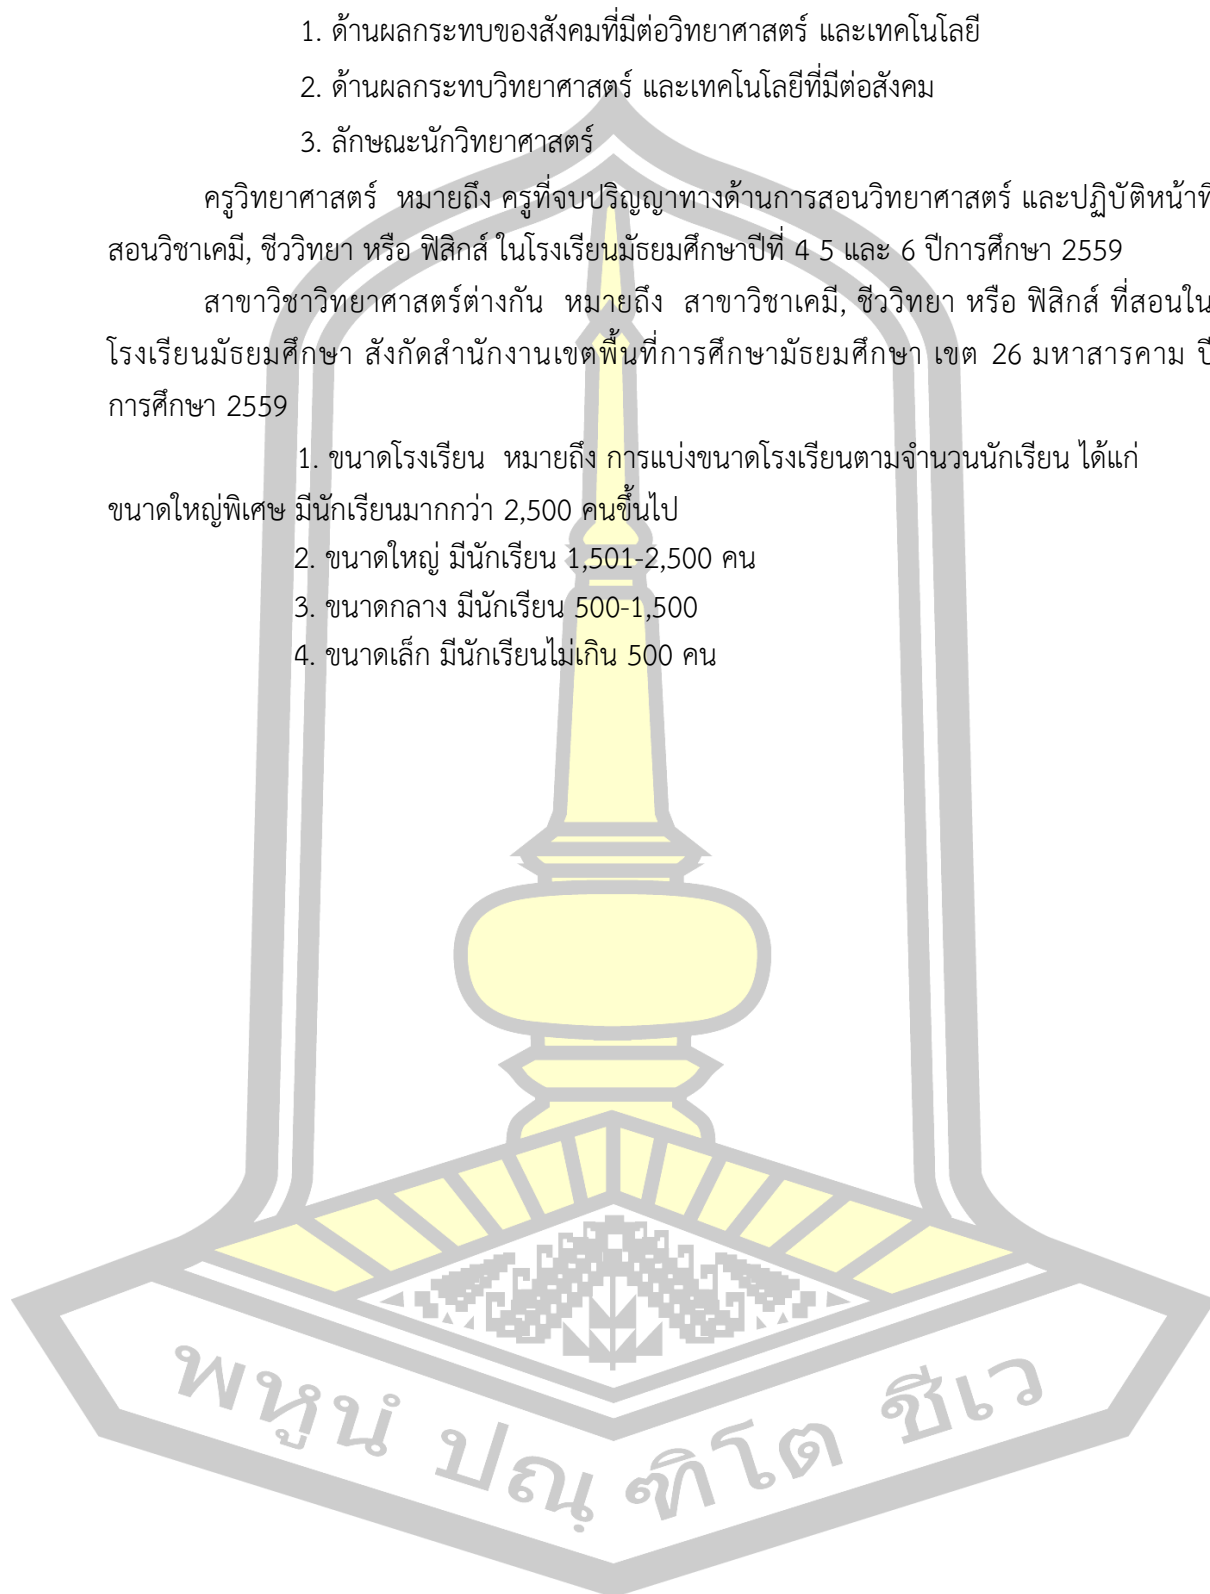 1. ด้านผลกระทบของสังคมที่มีต่อวิทยาศาสตร์ และเทคโนโลยี
2. ด้านผลกระทบวิทยาศาสตร์ และเทคโนโลยีที่มีต่อสังคม
3. ลักษณะนักวิทยาศาสตร์
ครูวิทยาศาสตร์ หมายถึง ครูที่จบปริญญาทางด้านการสอนวิทยาศาสตร์ และปฏิบัติหน้าที่
สอนวิชาเคมี, ชีววิทยา หรือ ฟิสิกส์ ในโรงเรียนมัธยมศึกษาปีที่ 4 5 และ 6 ปีการศึกษา 2559
สาขาวิชาวิทยาศาสตร์ต่างกัน หมายถึง สาขาวิชาเคมี, ชีววิทยา หรือ ฟิสิกส์ ที่สอนใน
โรงเรียนมัธยมศึกษา สังกัดสำนักงานเขตพื้นที่การศึกษามัธยมศึกษา เขต 26 มหาสารคาม ปี
การศึกษา 2559
1. ขนาดโรงเรียน หมายถึง การแบ่งขนาดโรงเรียนตามจำนวนนักเรียน ได้แก่
ขนาดใหญ่พิเศษ มีนักเรียนมากกว่า 2,500 คนขึ้นไป
2. ขนาดใหญ่ มีนักเรียน 1,501-2,500 คน
3. ขนาดกลาง มีนักเรียน 500-1,500
4. ขนาดเล็ก มีนักเรียนไม่เกิน 500 คน
พหูนํ ปณฺฑิโต ชีเว